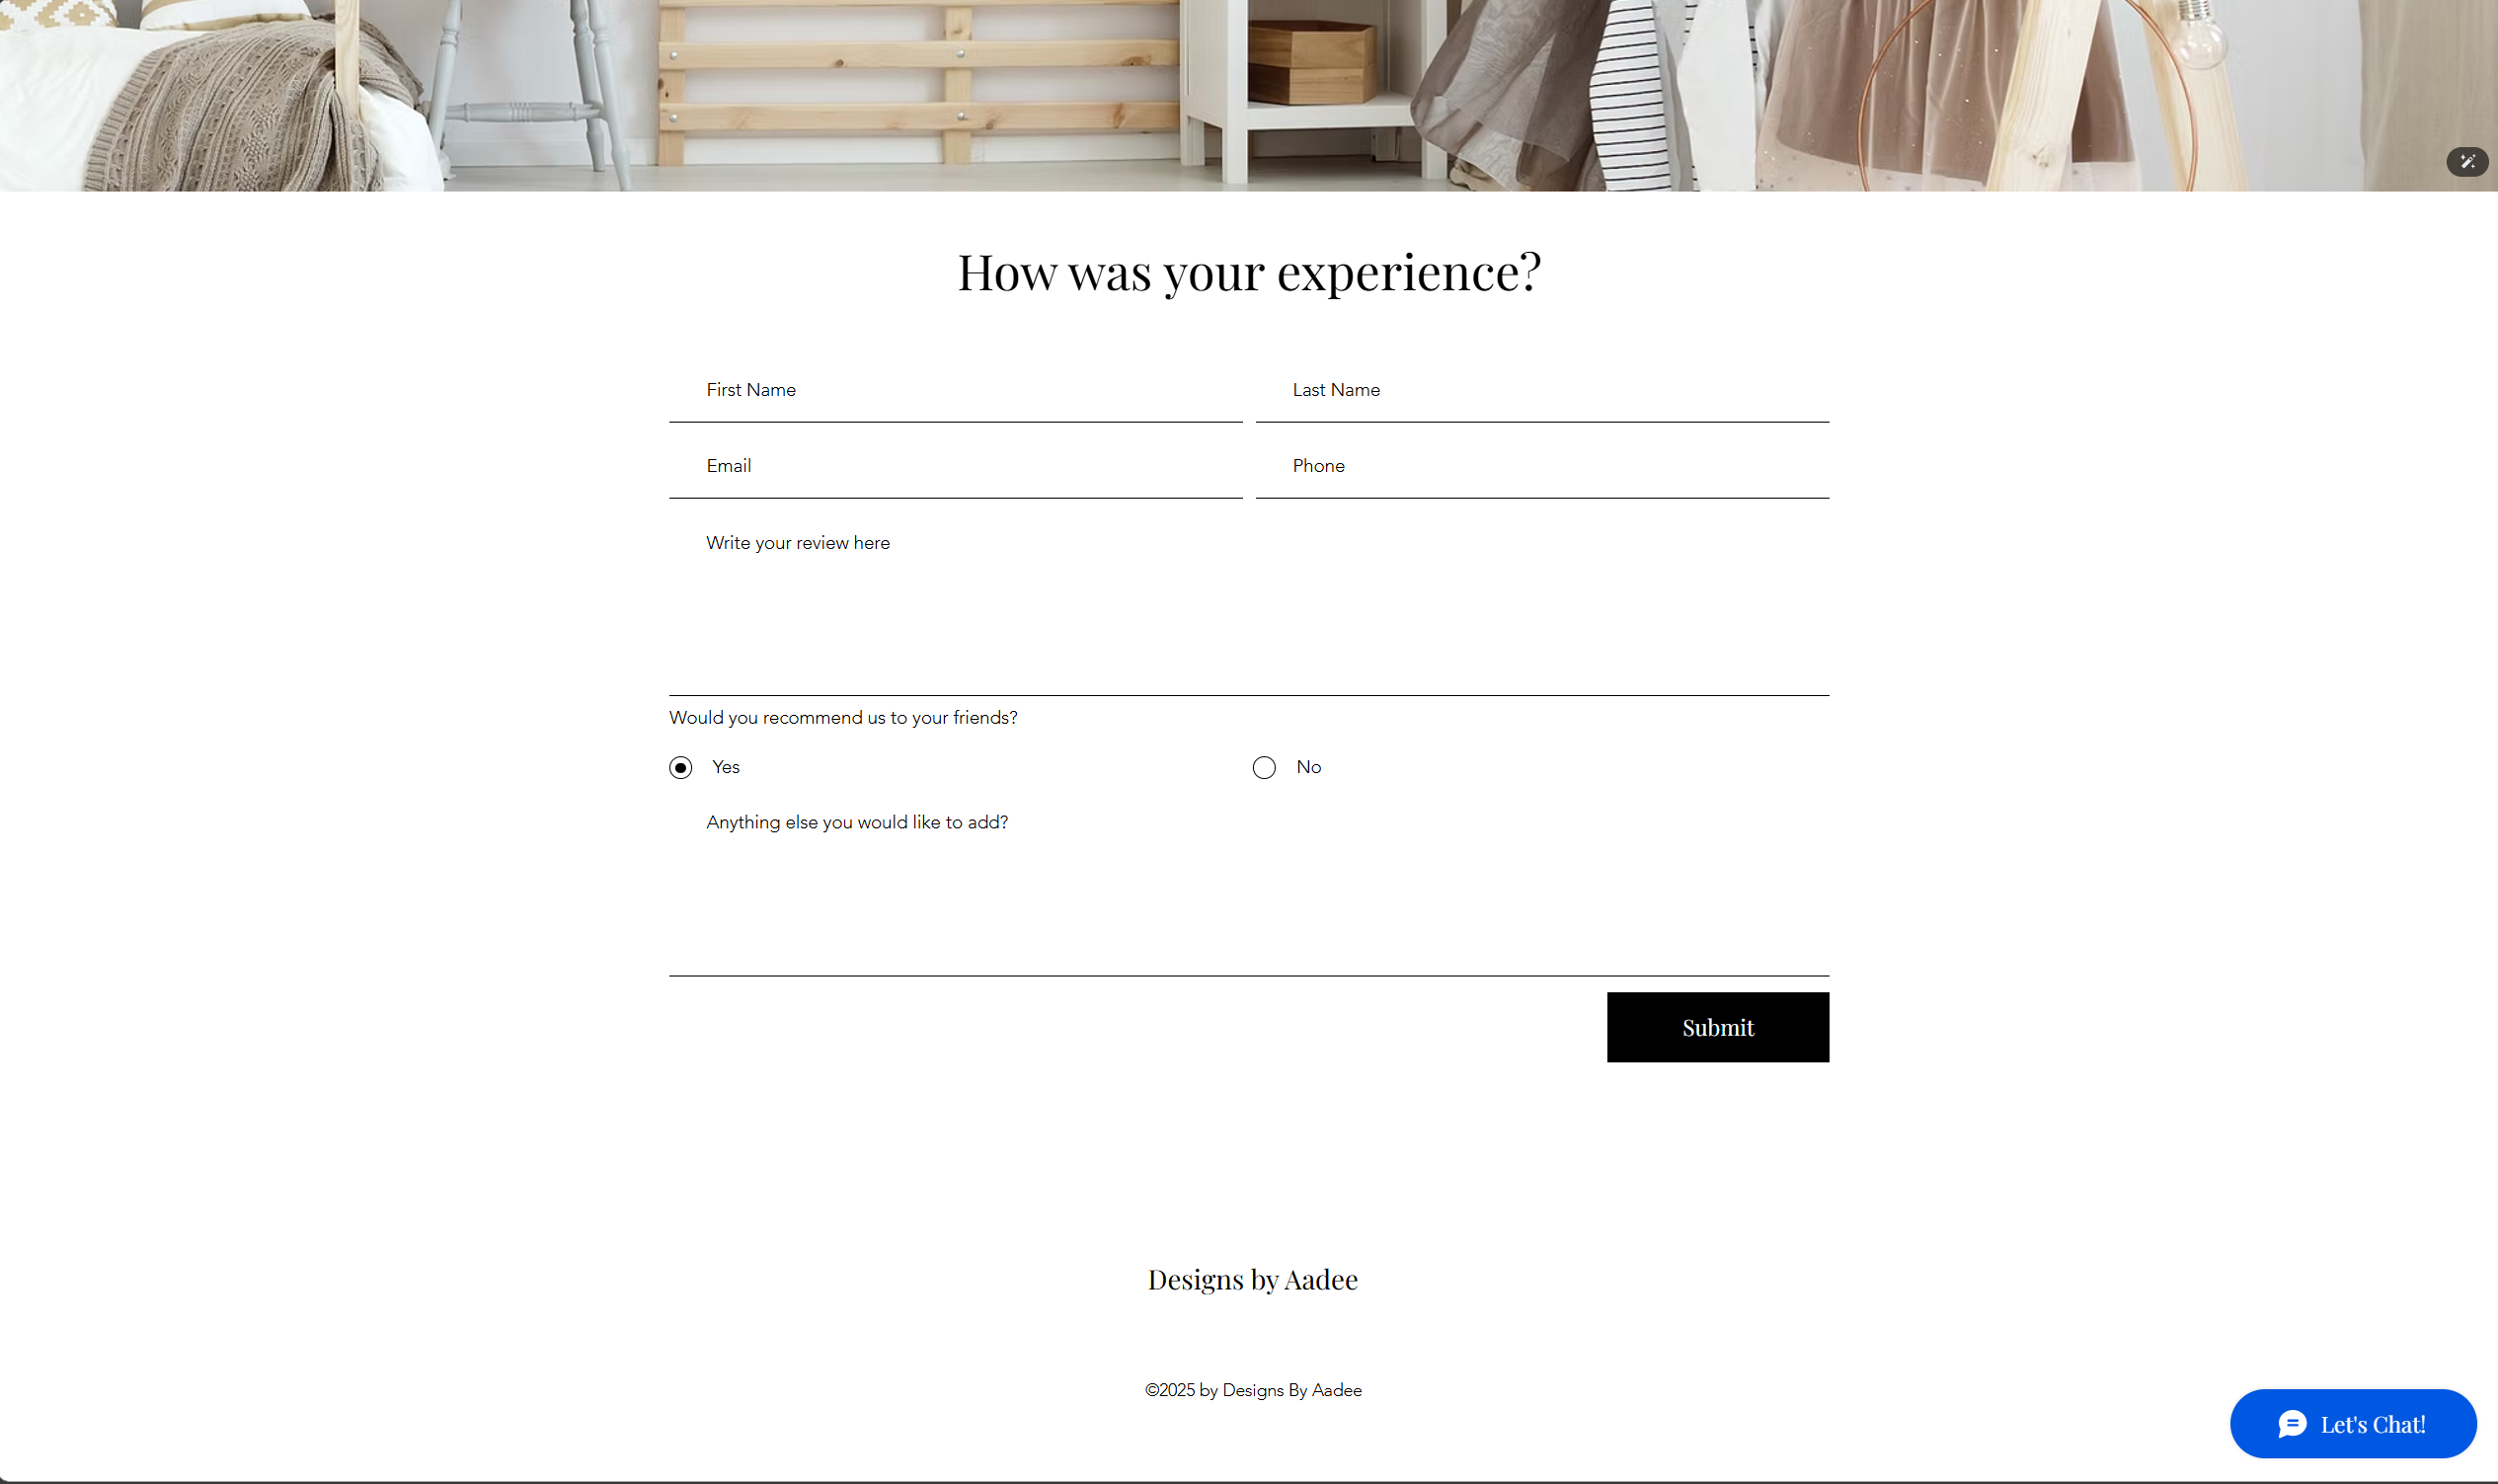 How was your experience?
First Name
Last Name
Email
Phone
Write your review here
Would you recommend us to your friends?
Yes
No
Anything else you would like to add?
Submit
Designs by Aadee
©2025 by Designs By Aadee
Let's Chat!